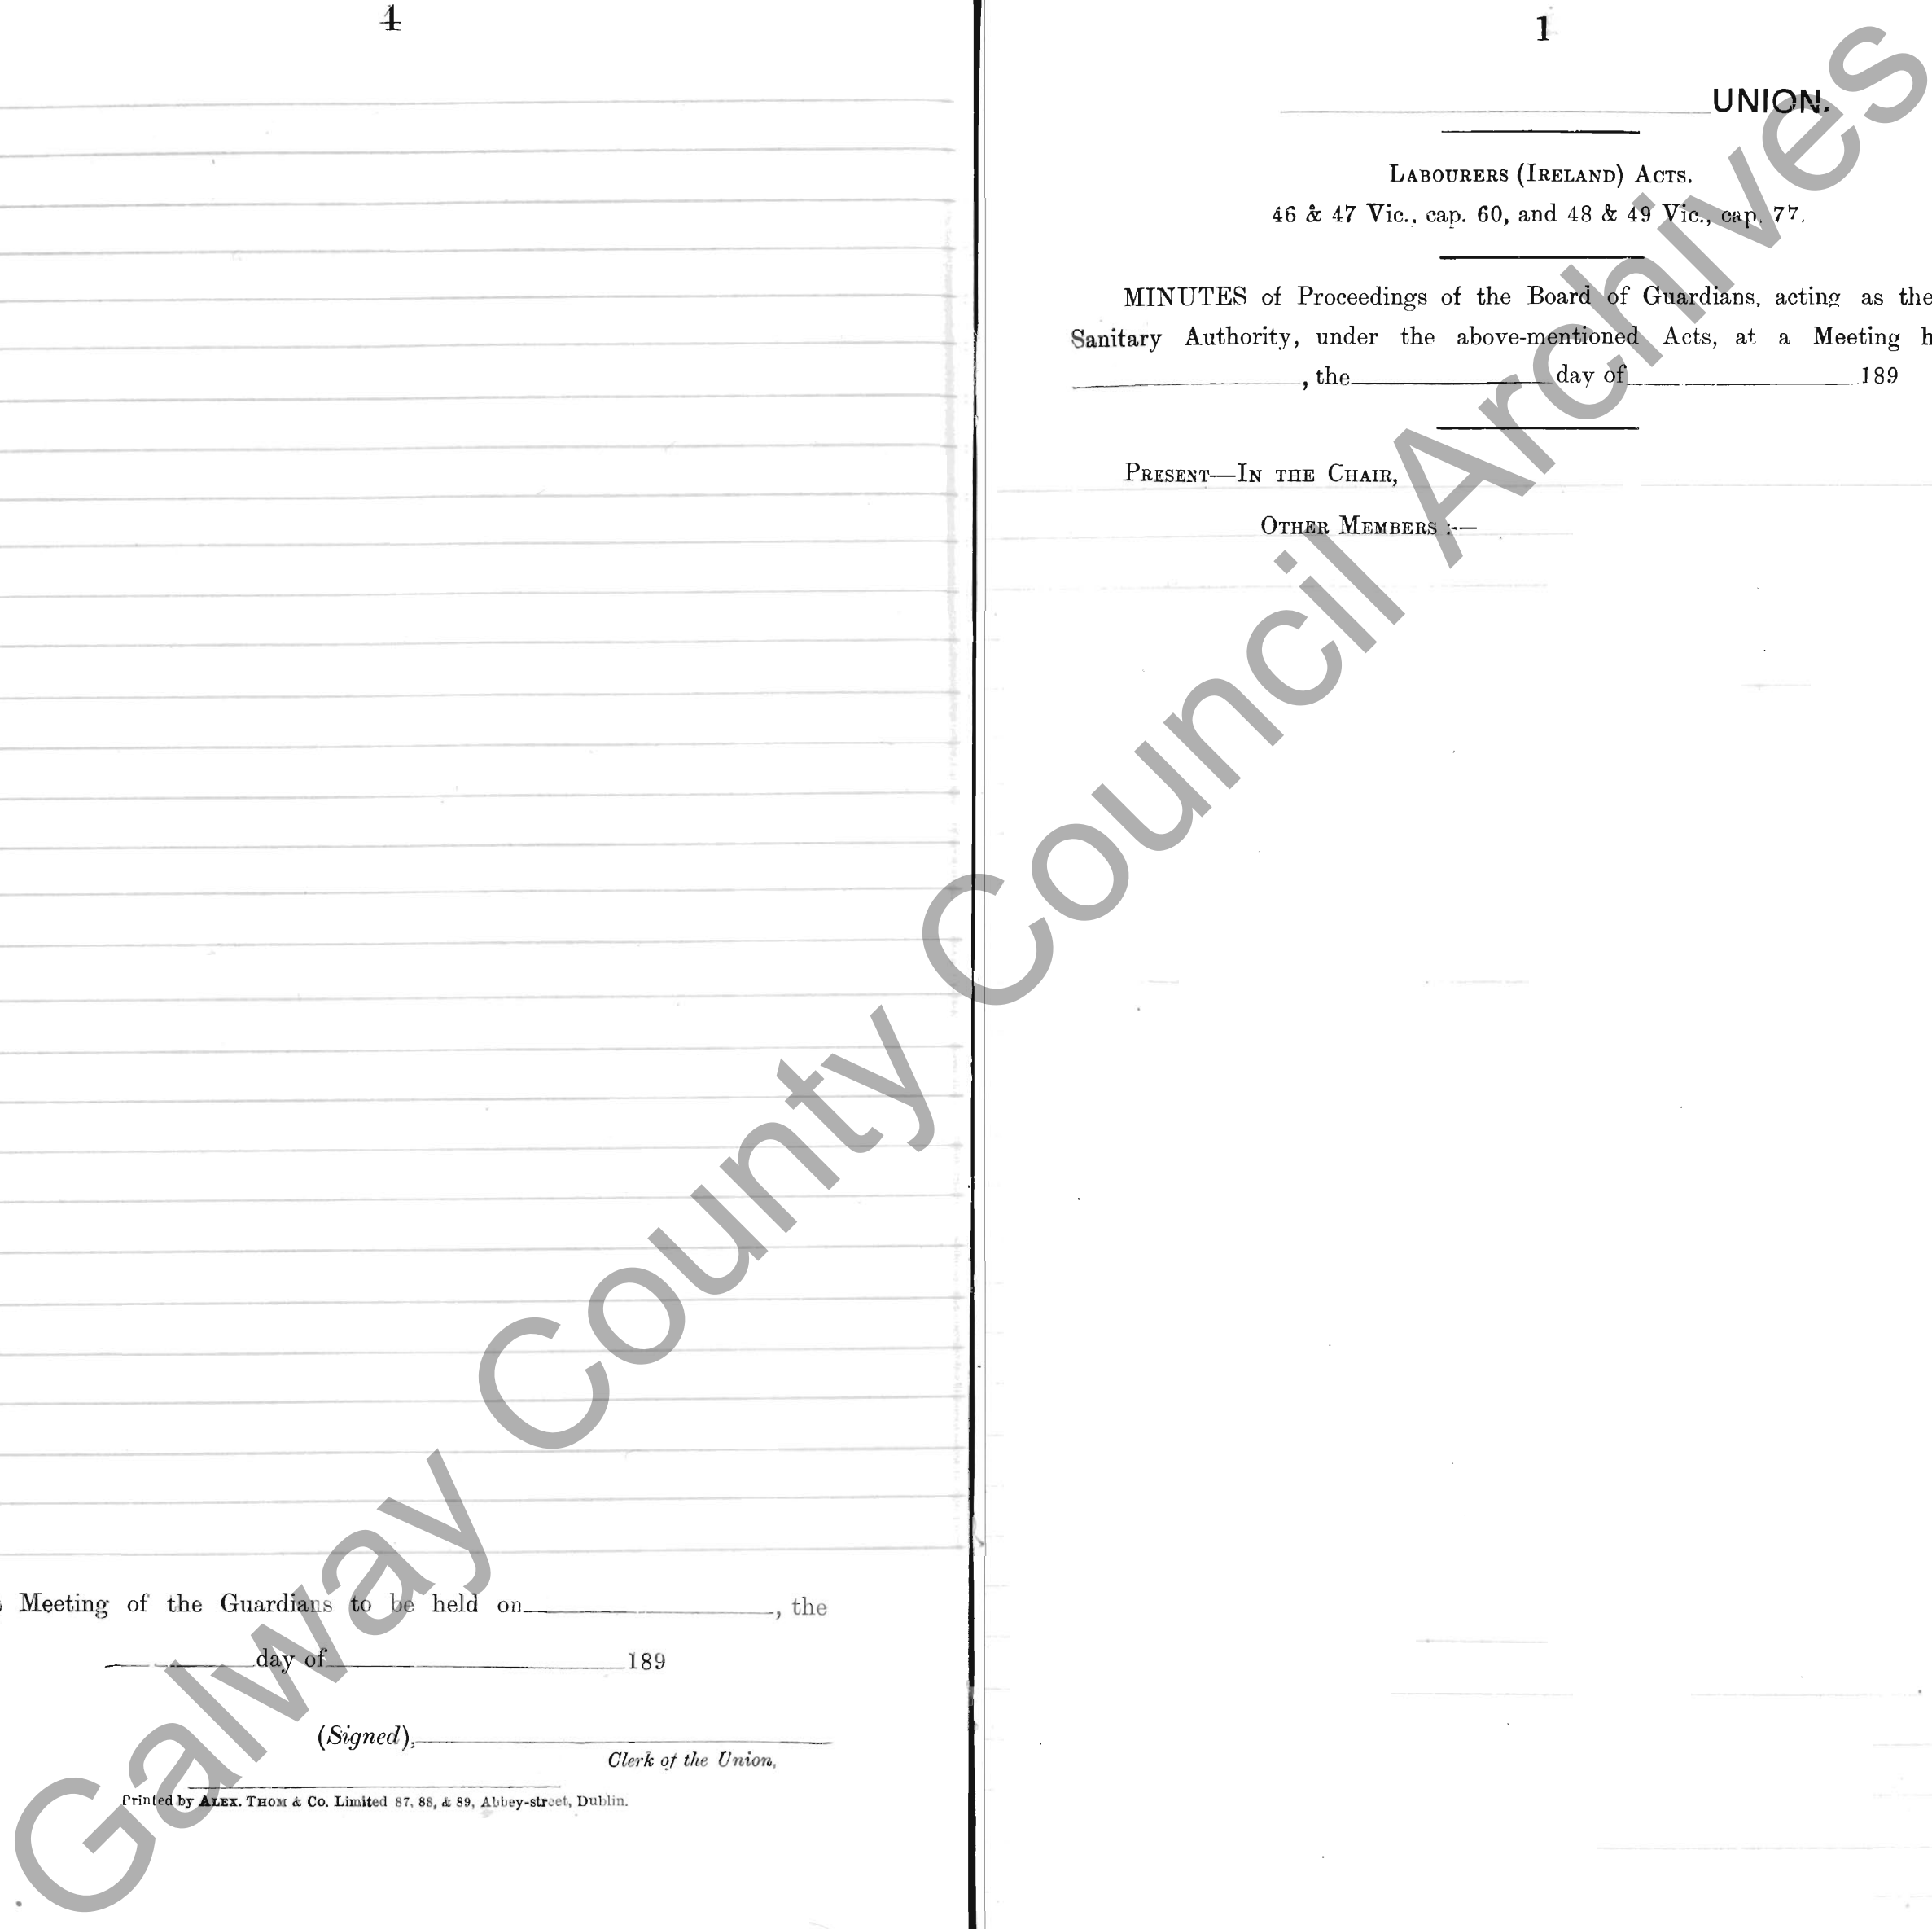 4
Meeting of the Guardians to be held on , the
day of 189
(Signed),
Clerk of the Union,
Printed by ALEX. THOM & Co. Limited 87, 88, & 89, Abbey-street, Dublin.
1
UNION.
LABOURERS (IRELAND) ACTS.
46 & 47 Vic., cap. 60, and 48 & 49 Vic., cap. 77.
MINUTES of Proceedings of the Board of Guardians, acting as the
Sanitary Authority, under the above-mentioned Acts, at a Meeting
, the day of 189
PRESENT—IN THE CHAIR,
OTHER MEMBERS :—
Galway County Council Archives